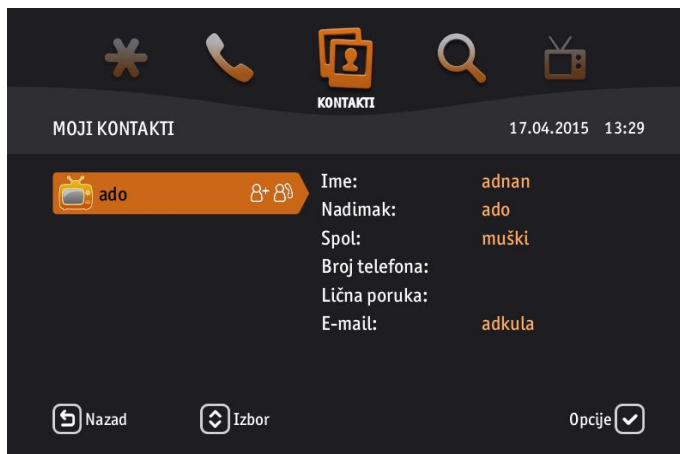 KONTAKTI
MOJI KONTAKTI 17.04.2015 13:29
ado
Ime: adnan
Nadimak: ado
Spol: muški
Broj telefona:
Lična poruka:
E-mail: adkula
Nazad Izbor Opcije